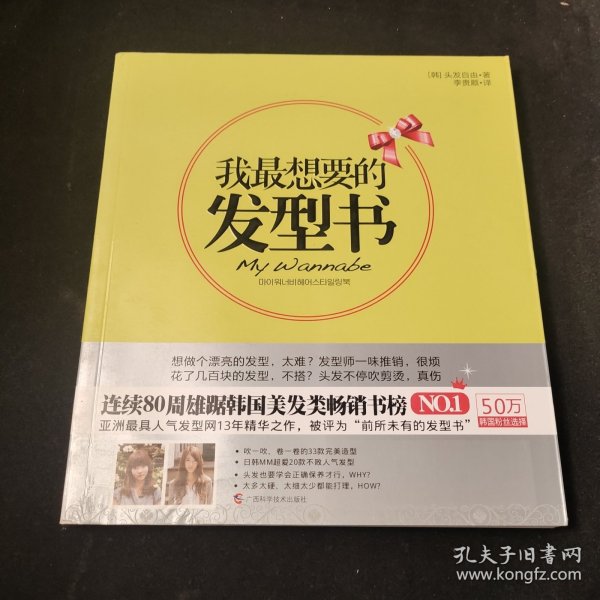 [韩]头发自由·著
李贵顺·译
我最想要的
发型书
My Wannabe
마이워너비헤어스타일링북
想做个漂亮的发型,太难?发型师一味推销,很烦
花了几百块的发型,不搭?头发不停吹剪烫,真伤
连续80周雄踞韩国美发类畅销书榜 NO.1
50万
韩国粉丝选择
亚洲最具人气发型网13年精华之作,被评为“前所未有的发型书”
• 吹一吹,卷一卷的33款完美造型
• 日韩MM超爱20款不败人气发型
• 头发也要学会正确保养才行,WHY?
• 太多太硬,太细太少都能打理,HOW?
广西科学技术出版社
孔夫子旧书网
www.kongfz.com